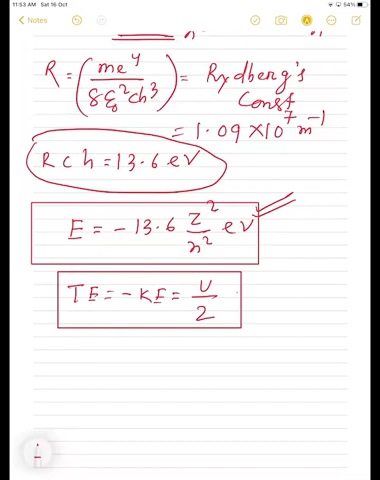 11:53 AM Sat 16 Oct
54%
Notes
R = (me⁴ / 8ε₀²ch³) = Rydberg's
Const
= 1.09 × 10⁷ m⁻¹
Rch = 13.6 eV
E = - 13.6 z²/n² eV
TE = - KE = U/2